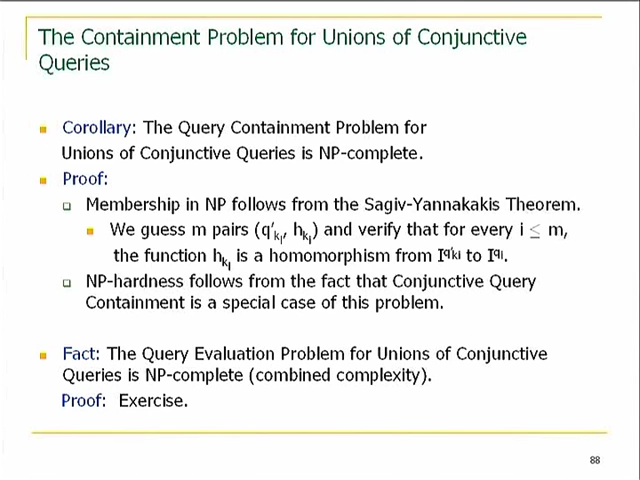 The Containment Problem for Unions of Conjunctive
Queries
Corollary: The Query Containment Problem for
Unions of Conjunctive Queries is NP-complete.
Proof:
Membership in NP follows from the Sagiv-Yannakakis Theorem.
We guess m pairs (q'ki, hki) and verify that for every i ≤ m,
the function hki is a homomorphism from Iq'ki to Iqi.
NP-hardness follows from the fact that Conjunctive Query
Containment is a special case of this problem.
Fact: The Query Evaluation Problem for Unions of Conjunctive
Queries is NP-complete (combined complexity).
Proof: Exercise.
88